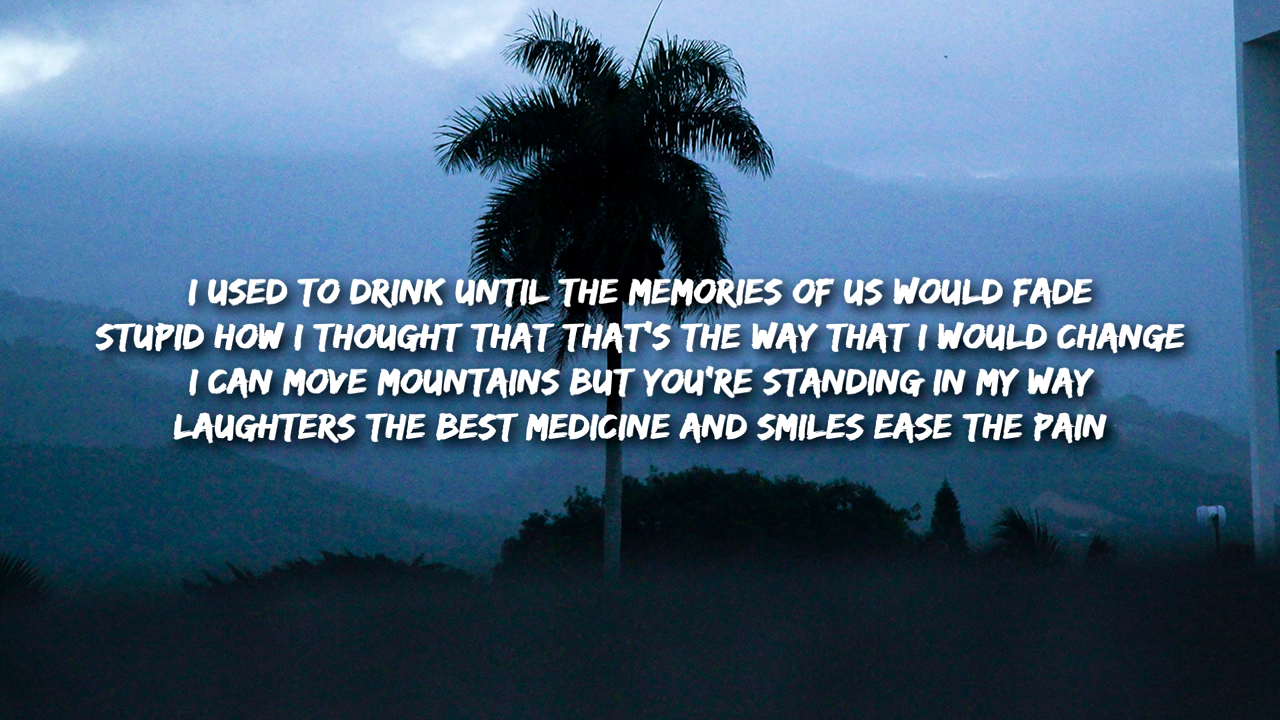 I USED TO DRINK UNTIL THE MEMORIES OF US WOULD FADE
STUPID HOW I THOUGHT THAT THAT'S THE WAY THAT I WOULD CHANGE
I CAN MOVE MOUNTAINS BUT YOU'RE STANDING IN MY WAY
LAUGHTERS THE BEST MEDICINE AND SMILES EASE THE PAIN